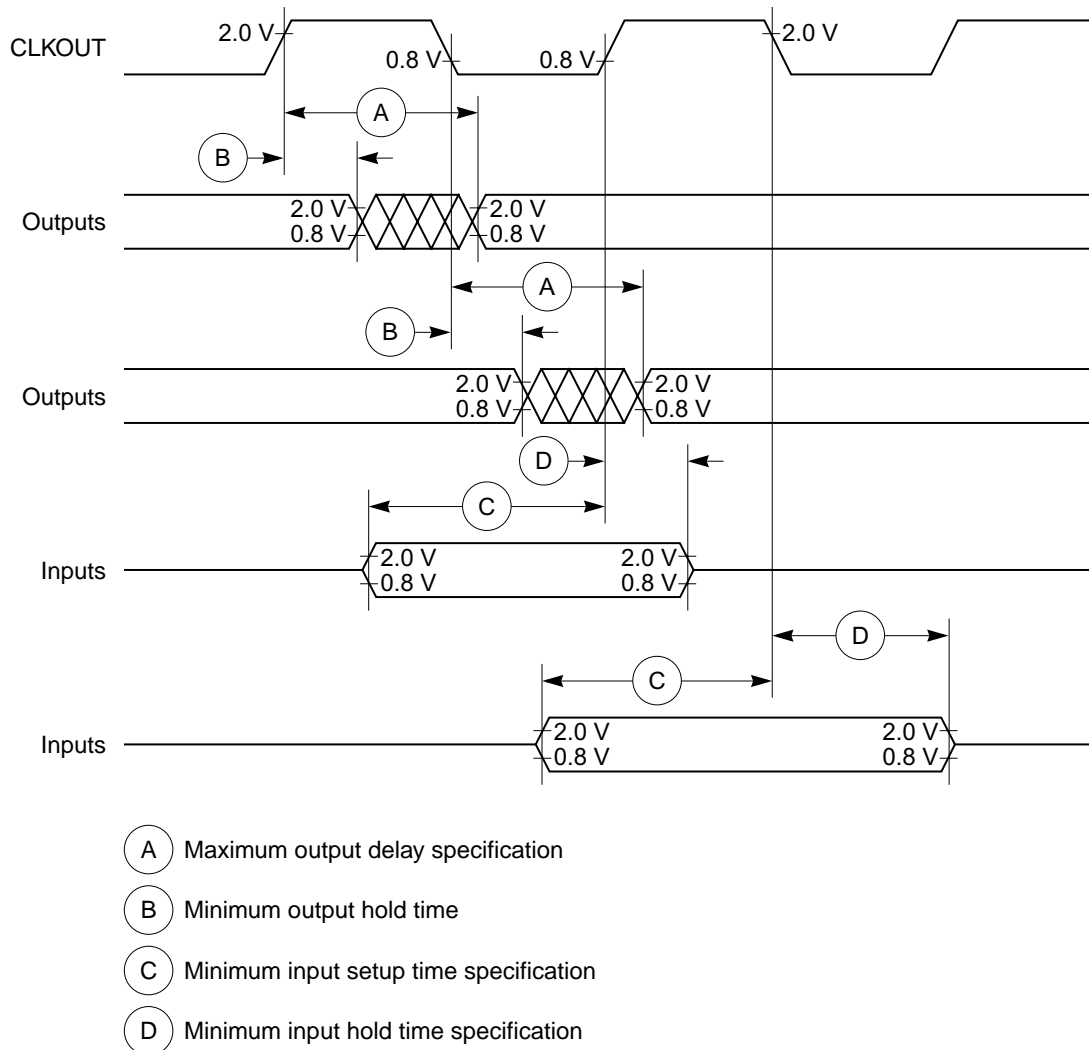 CLKOUT 2.0 V 0.8 V 0.8 V 2.0 V
A
B
Outputs 2.0 V 2.0 V
0.8 V 0.8 V
A
B
Outputs 2.0 V 2.0 V
0.8 V 0.8 V
D
C
Inputs 2.0 V 2.0 V
0.8 V 0.8 V
D
C
Inputs 2.0 V 2.0 V
0.8 V 0.8 V
A Maximum output delay specification
B Minimum output hold time
C Minimum input setup time specification
D Minimum input hold time specification